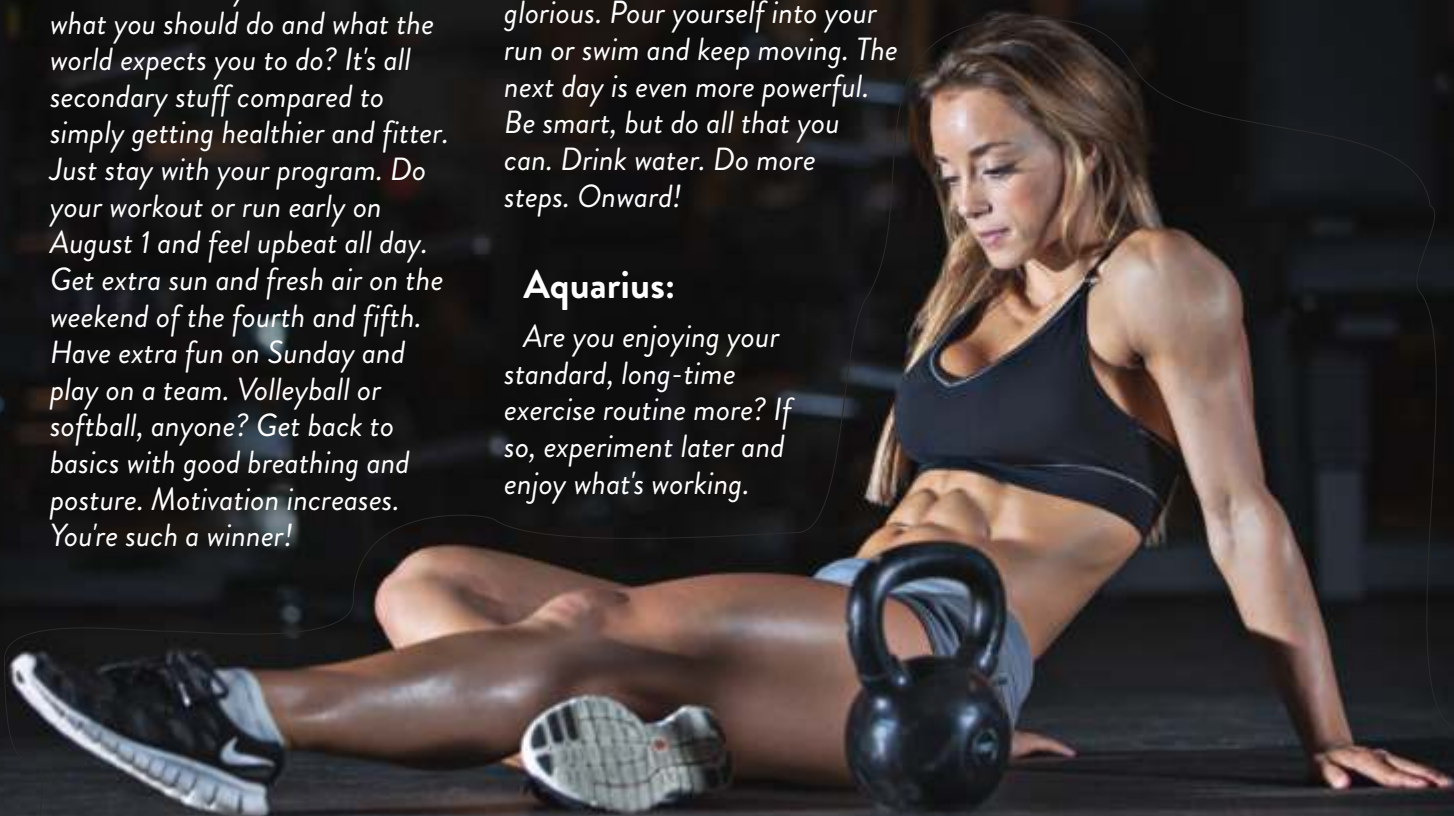 what you should do and what the
world expects you to do? It's all
secondary stuff compared to
simply getting healthier and fitter.
Just stay with your program. Do
your workout or run early on
August 1 and feel upbeat all day.
Get extra sun and fresh air on the
weekend of the fourth and fifth.
Have extra fun on Sunday and
play on a team. Volleyball or
softball, anyone? Get back to
basics with good breathing and
posture. Motivation increases.
You're such a winner!
glorious. Pour yourself into your
run or swim and keep moving. The
next day is even more powerful.
Be smart, but do all that you
can. Drink water. Do more
steps. Onward!
Aquarius:
Are you enjoying your
standard, long-time
exercise routine more? If
so, experiment later and
enjoy what's working.